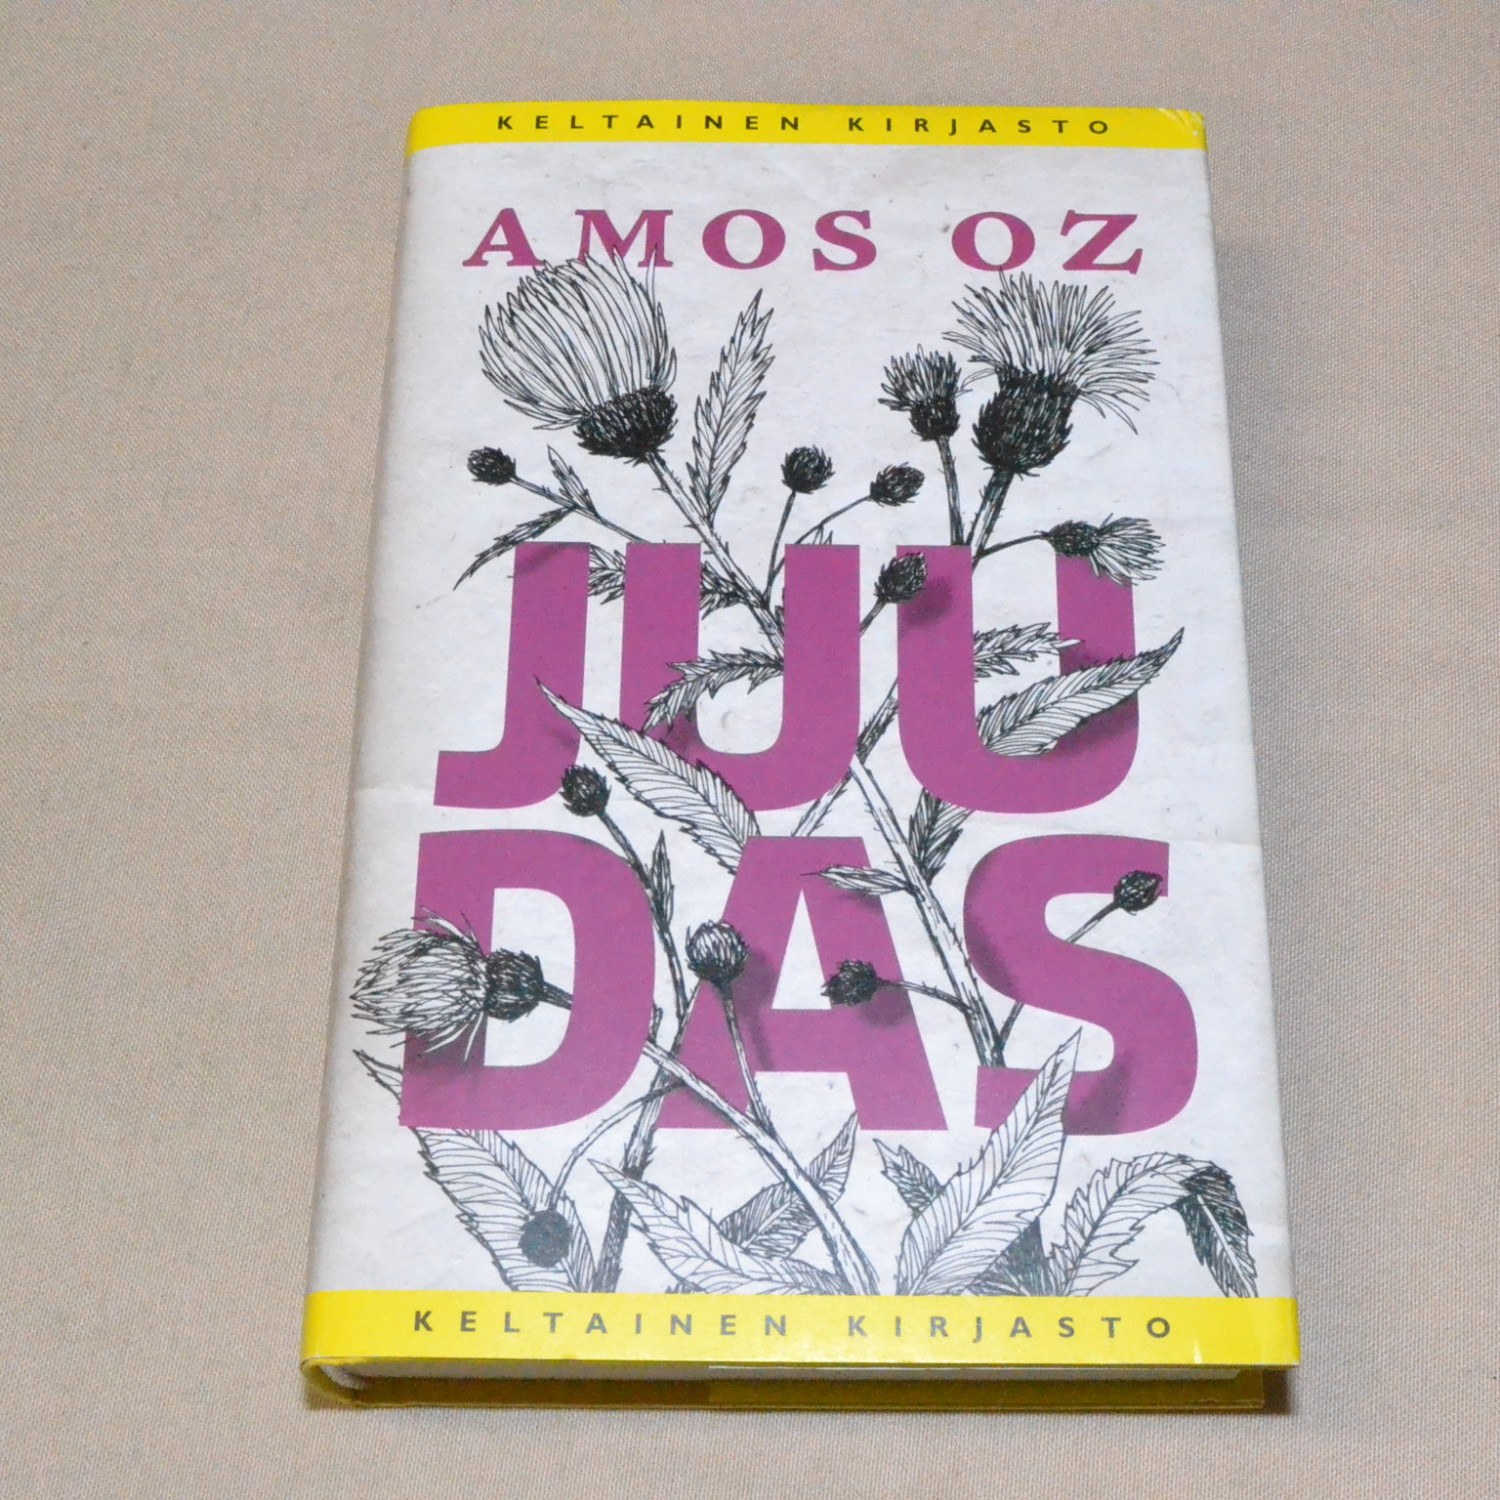 KELTAINEN KIRJASTO
AMOS OZ
JUU
DAS
KELTAINEN KIRJASTO